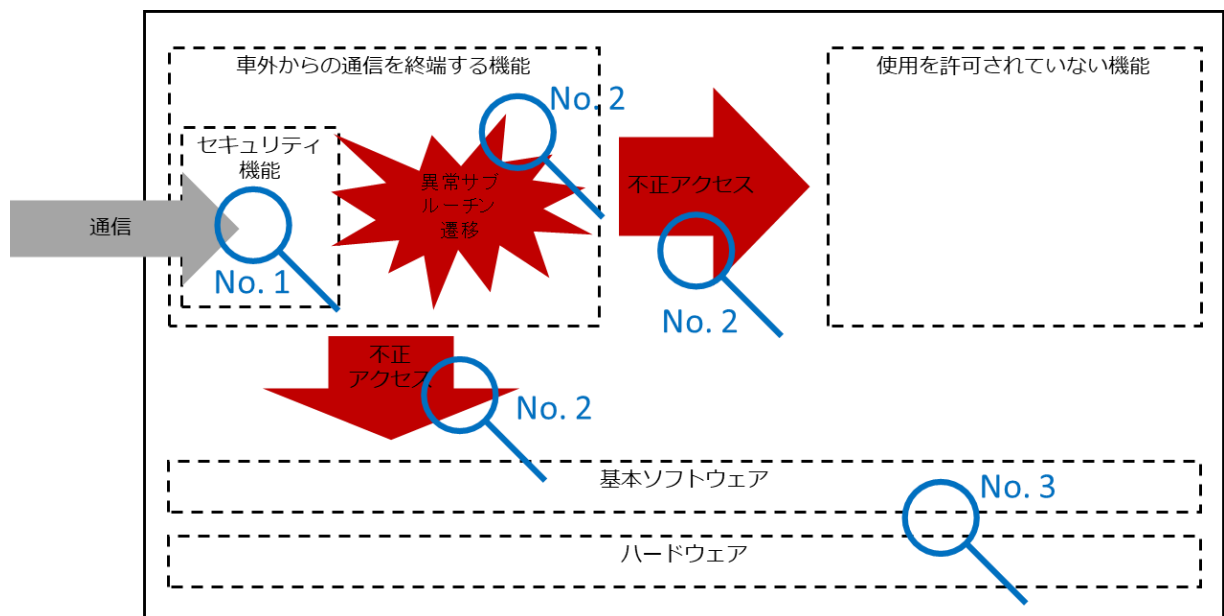 車外からの通信を終端する機能
使用を許可されていない機能
No. 2
セキュリティ
機能
異常サブ
ルーチン
遷移
不正アクセス
通信
No. 1
No. 2
不正
アクセス
No. 2
基本ソフトウェア
No. 3
ハードウェア